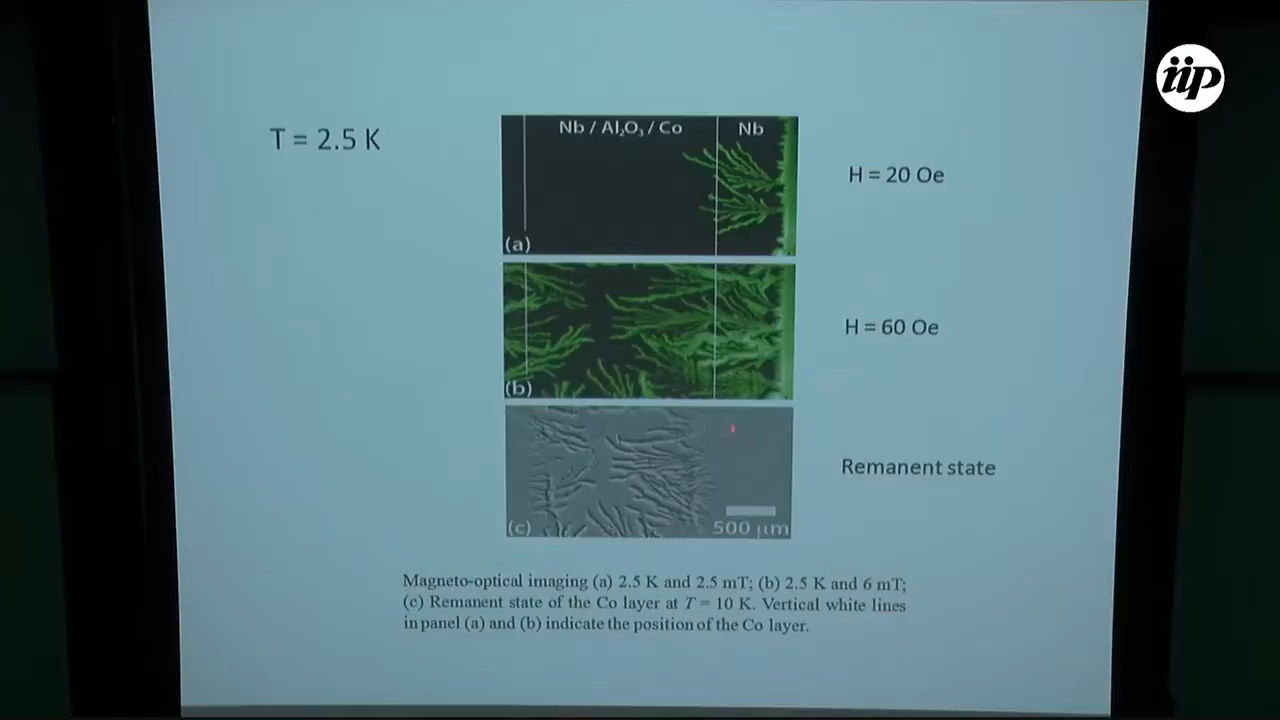 iip
T = 2.5 K
Nb / Al₂O₃ / Co
Nb
H = 20 Oe
(a)
H = 60 Oe
(b)
Remanent state
(c)
500 µm
Magneto-optical imaging (a) 2.5 K and 2.5 mT; (b) 2.5 K and 6 mT;
(c) Remanent state of the Co layer at T = 10 K. Vertical white lines
in panel (a) and (b) indicate the position of the Co layer.